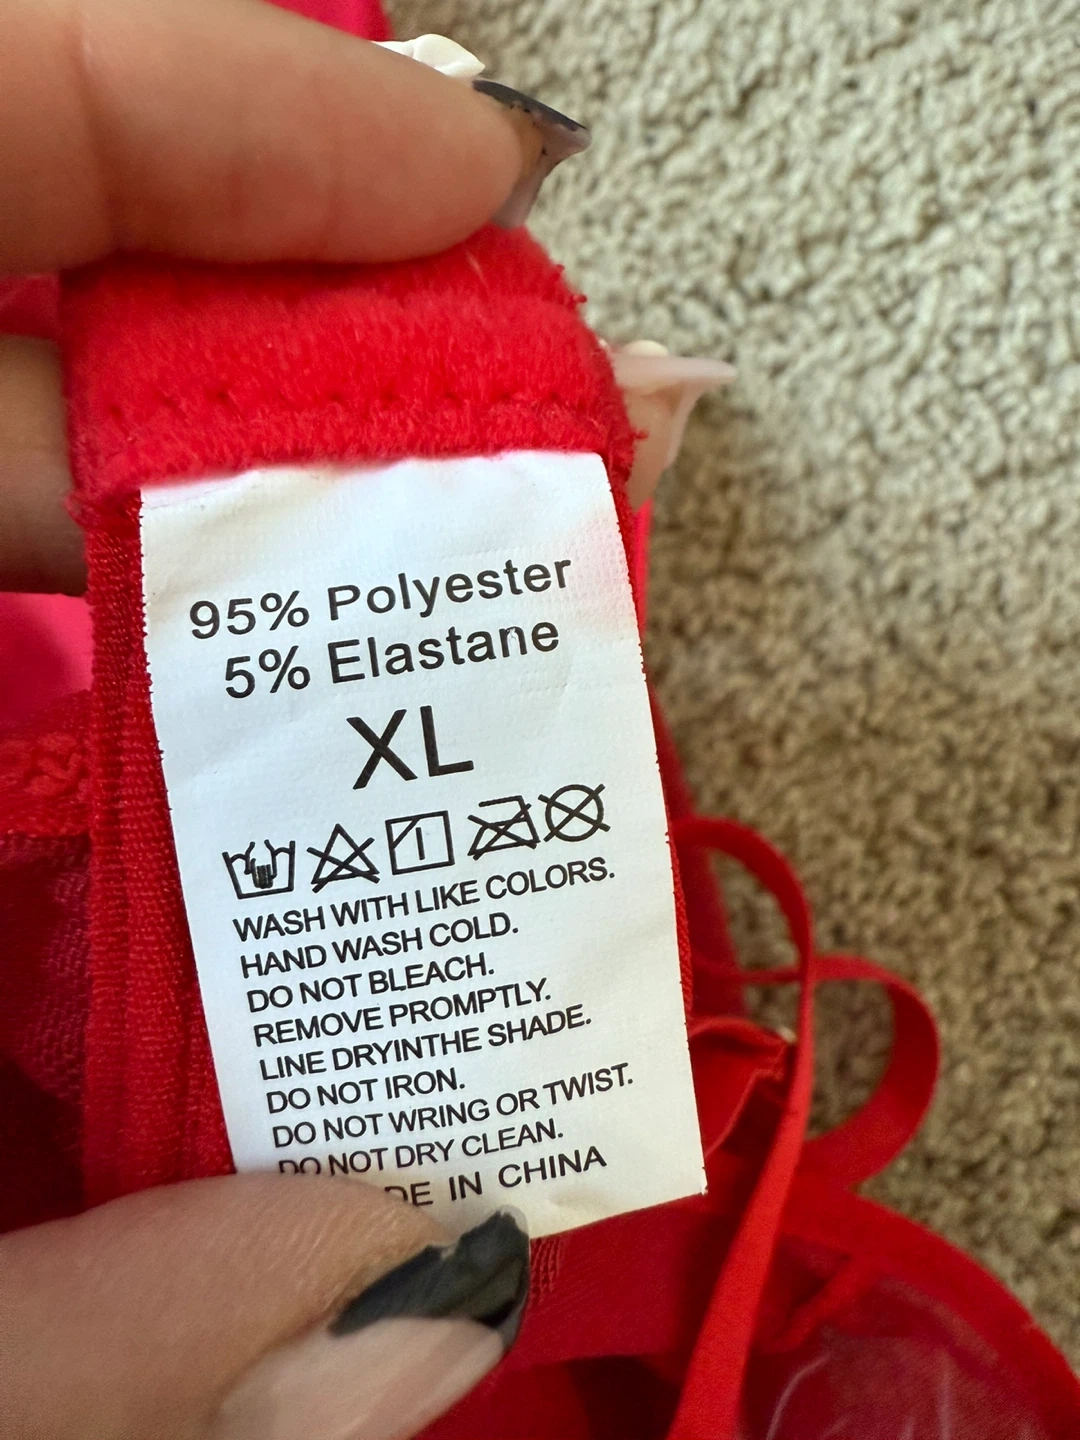 95% Polyester
5% Elastane
XL
WASH WITH LIKE COLORS.
HAND WASH COLD.
DO NOT BLEACH.
REMOVE PROMPTLY.
LINE DRYINTHE SHADE.
DO NOT IRON.
DO NOT WRING OR TWIST.
DO NOT DRY CLEAN.
DE IN CHINA